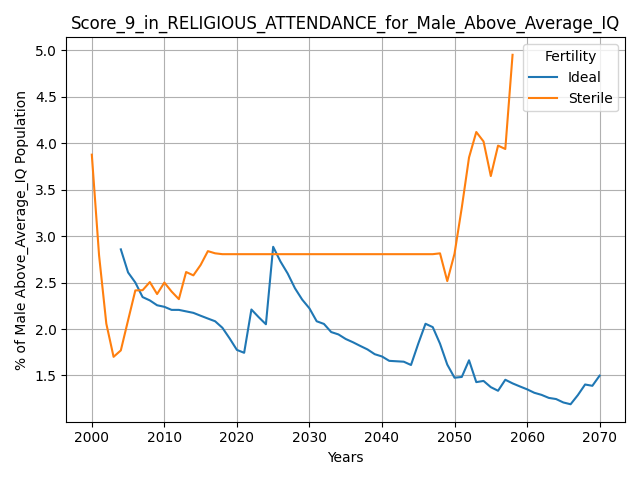 Score_9_in_RELIGIOUS_ATTENDANCE_for_Male_Above_Average_IQ
Fertility
Ideal
Sterile
% of Male Above_Average_IQ Population
5.0
4.5
4.0
3.5
3.0
2.5
2.0
1.5
2000 2010 2020 2030 2040 2050 2060 2070
Years